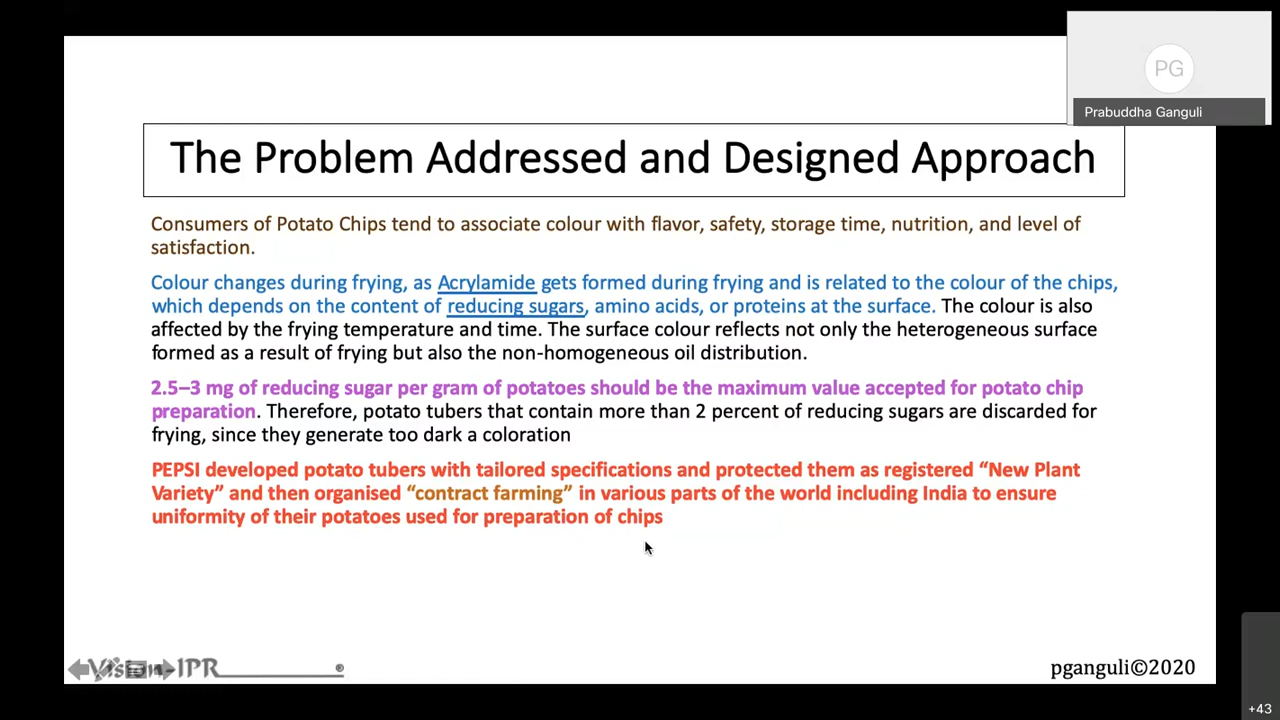 PG
Prabuddha Ganguli
The Problem Addressed and Designed Approach
Consumers of Potato Chips tend to associate colour with flavor, safety, storage time, nutrition, and level of
satisfaction.
Colour changes during frying, as Acrylamide gets formed during frying and is related to the colour of the chips,
which depends on the content of reducing sugars, amino acids, or proteins at the surface. The colour is also
affected by the frying temperature and time. The surface colour reflects not only the heterogeneous surface
formed as a result of frying but also the non-homogeneous oil distribution.
2.5–3 mg of reducing sugar per gram of potatoes should be the maximum value accepted for potato chip
preparation. Therefore, potato tubers that contain more than 2 percent of reducing sugars are discarded for
frying, since they generate too dark a coloration
PEPSI developed potato tubers with tailored specifications and protected them as registered “New Plant
Variety” and then organised “contract farming” in various parts of the world including India to ensure
uniformity of their potatoes used for preparation of chips
Vision-IPR ®
pganguli©2020
+43